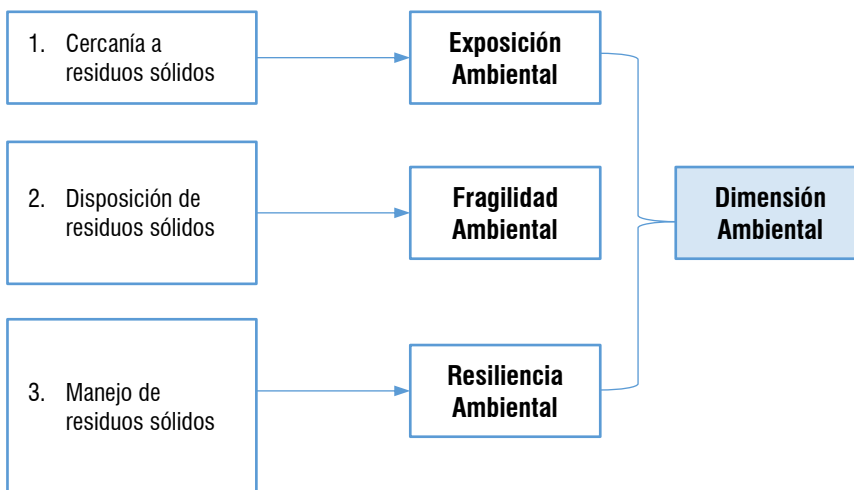 1. Cercanía a
residuos sólidos
Exposición
Ambiental
2. Disposición de
residuos sólidos
Fragilidad
Ambiental
Dimensión
Ambiental
3. Manejo de
residuos sólidos
Resiliencia
Ambiental